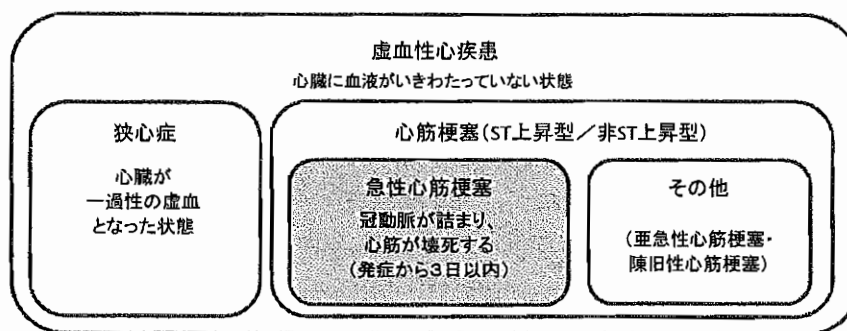 虚血性心疾患
心臓に血液がいきわたっていない状態
狭心症
心臓が
一過性の虚血
となった状態
心筋梗塞(ST上昇型/非ST上昇型)
急性心筋梗塞
冠動脈が詰まり、
心筋が壊死する
(発症から3日以内)
その他
(亜急性心筋梗塞・
陳旧性心筋梗塞)